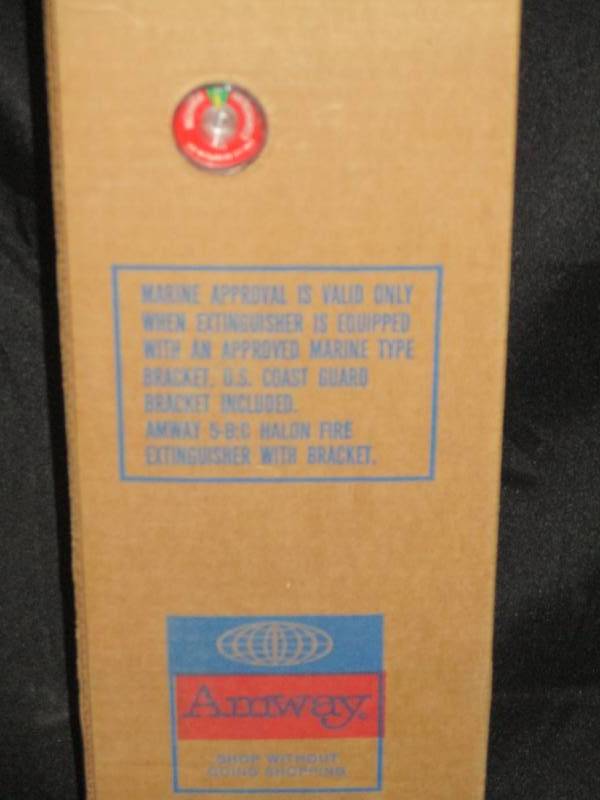 MARINE APPROVAL IS VALID ONLY
WHEN EXTINGUISHER IS EQUIPPED
WITH AN APPROVED MARINE TYPE
BRACKET. U.S. COAST GUARD
BRACKET INCLUDED.
AMWAY 5-B:C HALON FIRE
EXTINGUISHER WITH BRACKET.
Amway®
SHOP WITHOUT
GOING SHOPPING